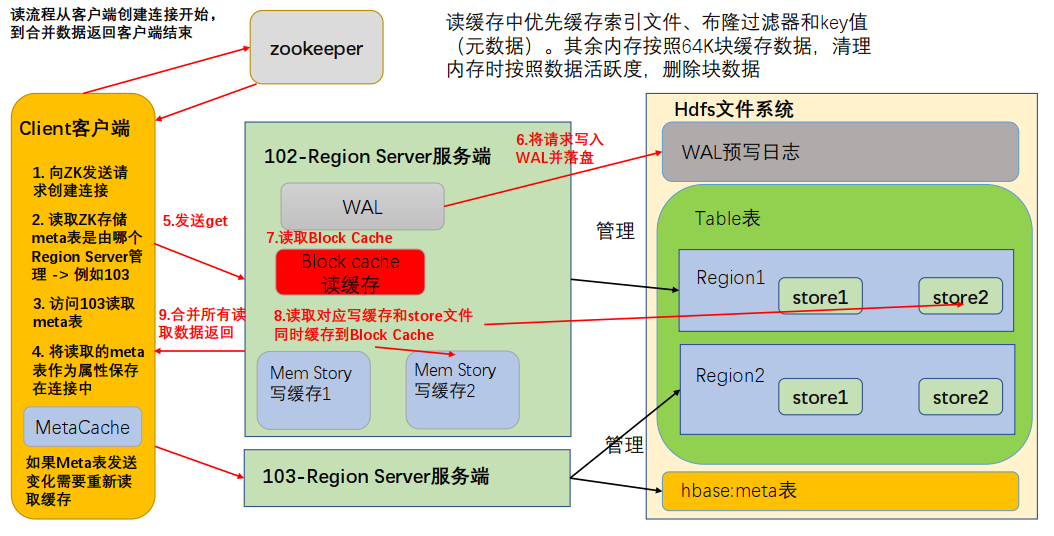 读流程从客户端创建连接开始，
到合并数据返回客户端结束
zookeeper
读缓存中优先缓存索引文件、布隆过滤器和key值
（元数据）。其余内存按照64K块缓存数据，清理
内存时按照数据活跃度，删除块数据
Client客户端
1. 向ZK发送请
求创建连接
2. 读取ZK存储
meta表是由哪个
Region Server管
理 -> 例如103
3. 访问103读取
meta表
4. 将读取的meta
表作为属性保存
在连接中
MetaCache
如果Meta表发送
变化需要重新读
取缓存
5.发送get
9.合并所有读
取数据返回
102-Region Server服务端
WAL
6.将请求写入
WAL并落盘
7.读取Block Cache
Block cache
读缓存
8.读取对应写缓存和store文件
同时缓存到Block Cache
Mem Story
写缓存1
Mem Story
写缓存2
103-Region Server服务端
管理
管理
Hdfs文件系统
WAL预写日志
Table表
Region1
store1
store2
Region2
store1
store2
hbase:meta表